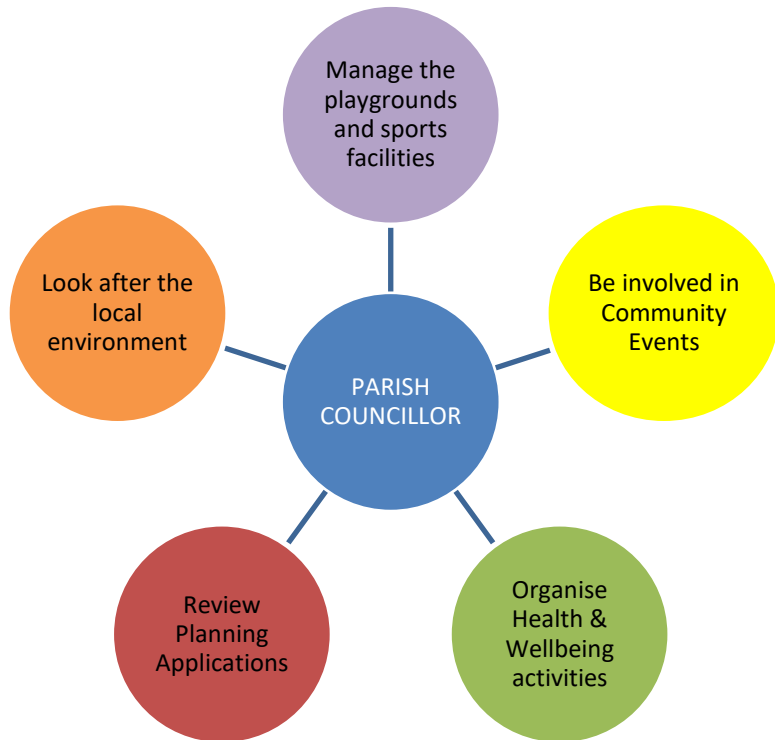 Manage the
playgrounds
and sports
facilities
Look after the
local
environment
Be involved in
Community
Events
PARISH
COUNCILLOR
Review
Planning
Applications
Organise
Health &
Wellbeing
activities